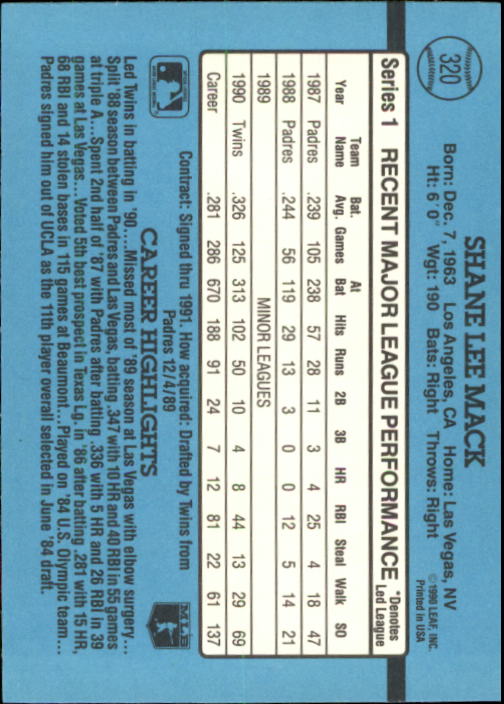 320
SHANE LEE MACK
Born: Dec. 7, 1963 Los Angeles, CA Home: Las Vegas, NV
Ht: 6'0" Wgt: 190 Bats: Right Throws: Right
©1990 LEAF, INC.
Printed in USA
Series 1 RECENT MAJOR LEAGUE PERFORMANCE
*Denotes
Led League
Year Team Name Bat. Avg. Games At Bat Hits Runs 2B 3B HR RBI Steal Walk SO
1987 Padres .239 105 238 57 28 11 3 4 25 4 18 47
1988 Padres .244 56 119 29 13 3 0 0 12 5 14 21
1989 MINOR LEAGUES
1990 Twins .326 125 313 102 50 10 4 8 44 13 29 69
Career .281 286 670 188 91 24 7 12 81 22 61 137
Contract: Signed thru 1991. How acquired: Drafted by Twins from
Padres 12/4/89
MLB
CAREER HIGHLIGHTS
Led Twins in batting in '90... Missed most of '89 season at Las Vegas with elbow surgery...
Split '88 season between Padres and Las Vegas, batting .347 with 10 HR and 40 RBI in 55 games
at triple A... Spent 2nd half of '87 with Padres after batting .336 with 5 HR and 26 RBI in 39
games at Las Vegas... Voted 5th best prospect in Texas Lg. in '86 after batting .281 with 15 HR,
68 RBI and 14 stolen bases in 115 games at Beaumont... Played on '84 U.S. Olympic team...
Padres signed him out of UCLA as the 11th player overall selected in June '84 draft.